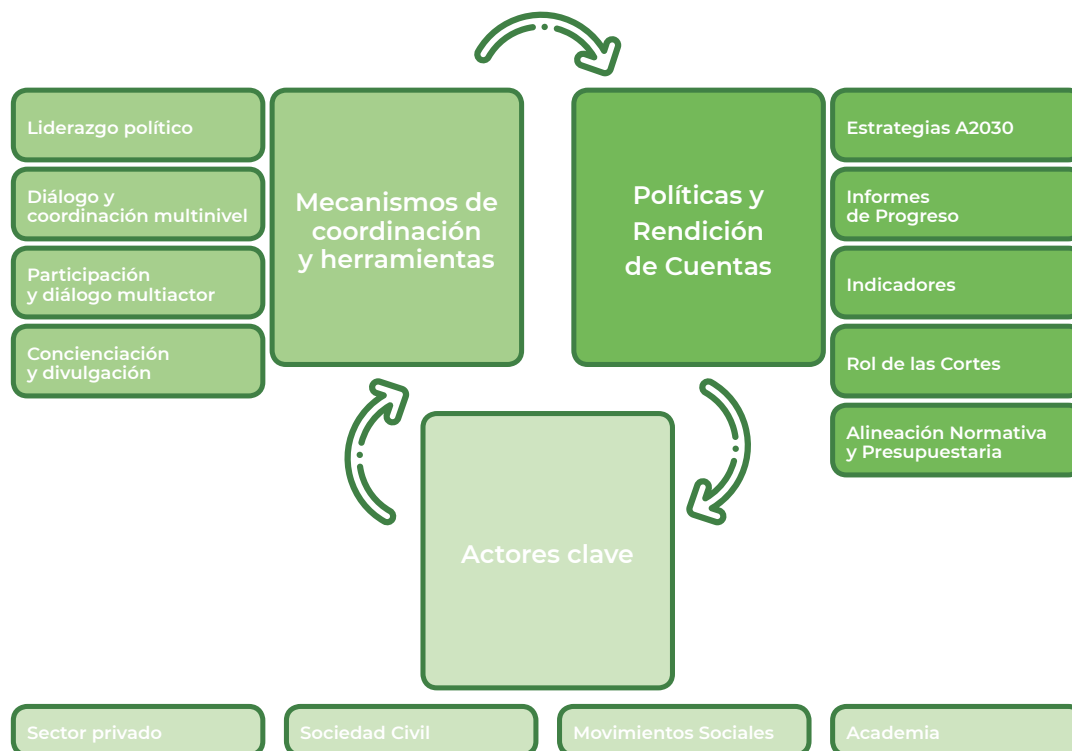 Liderazgo político
Diálogo y
coordinación multinivel
Participación
y diálogo multiactor
Concienciación
y divulgación
Mecanismos de
coordinación
y herramientas
Políticas y
Rendición
de Cuentas
Estrategias A2030
Informes
de Progreso
Indicadores
Rol de las Cortes
Alineación Normativa
y Presupuestaria
Actores clave
Sector privado
Sociedad Civil
Movimientos Sociales
Academia